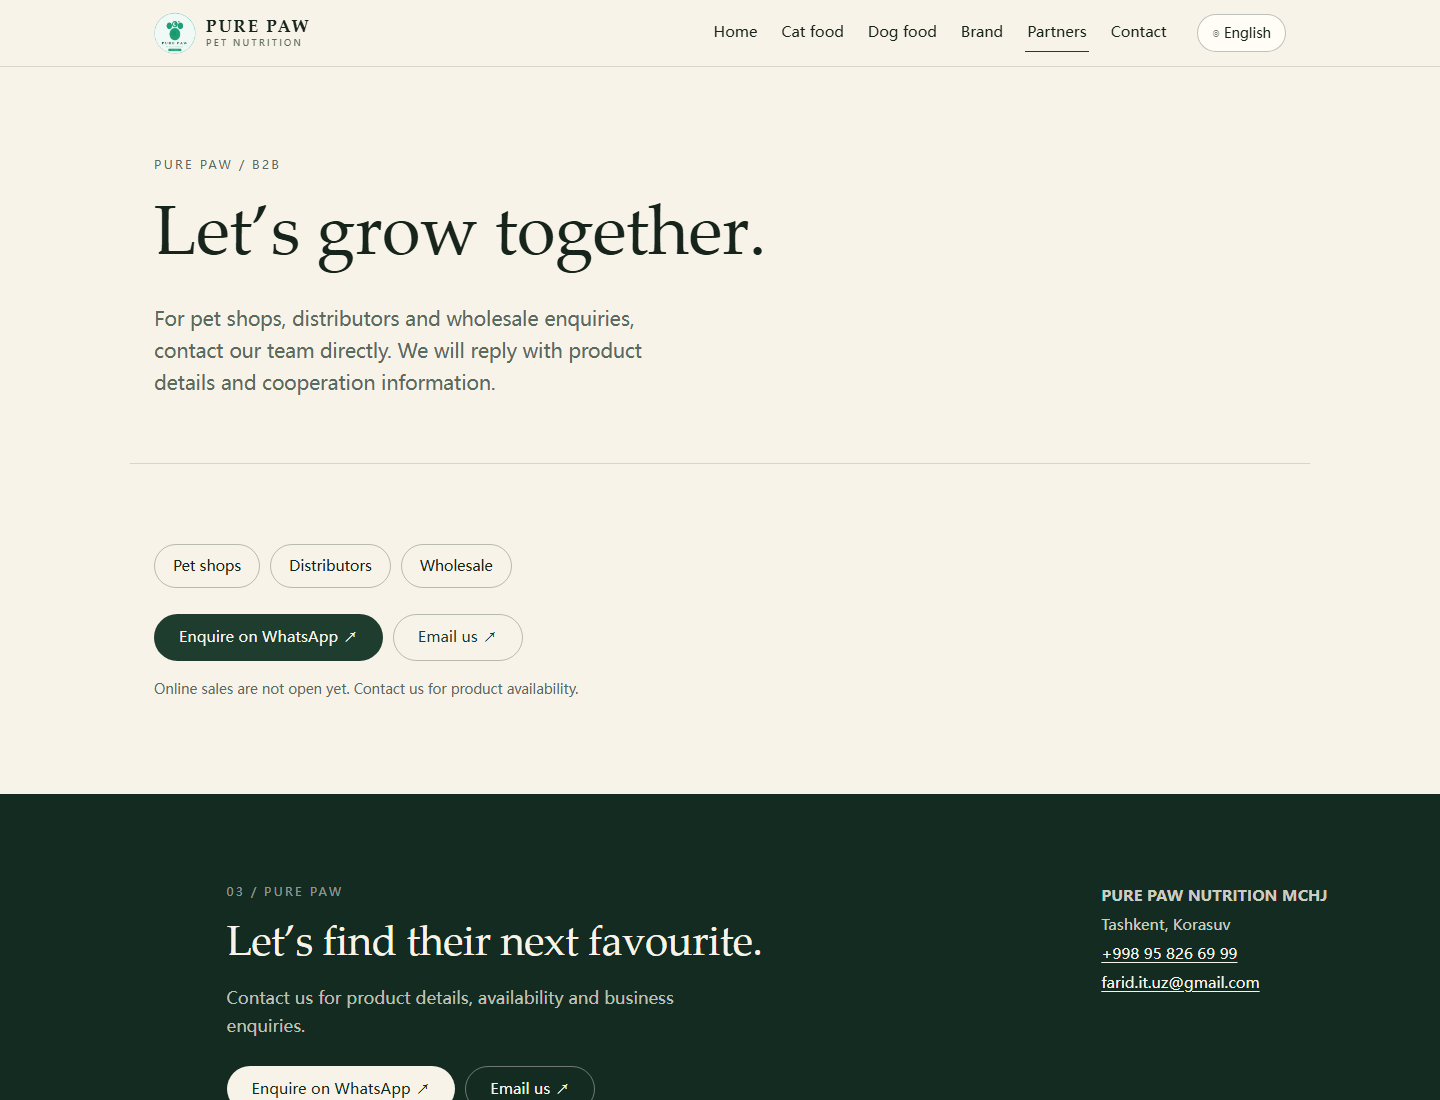 PURE PAW
PET NUTRITION
Home
Cat food
Dog food
Brand
Partners
Contact
English
PURE PAW / B2B
Let’s grow together.
For pet shops, distributors and wholesale enquiries,
contact our team directly. We will reply with product
details and cooperation information.
Pet shops
Distributors
Wholesale
Enquire on WhatsApp ↗
Email us ↗
Online sales are not open yet. Contact us for product availability.
03 / PURE PAW
Let’s find their next favourite.
Contact us for product details, availability and business
enquiries.
Enquire on WhatsApp ↗
Email us ↗
PURE PAW NUTRITION MCHJ
Tashkent, Korasuv
+998 95 826 69 99
farid.it.uz@gmail.com